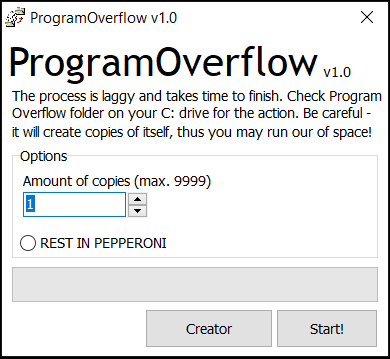 ProgramOverflow v1.0
ProgramOverflow v1.0
The process is laggy and takes time to finish. Check Program
Overflow folder on your C: drive for the action. Be careful -
it will create copies of itself, thus you may run our of space!
Options
Amount of copies (max. 9999)
1
REST IN PEPPERONI
Creator
Start!